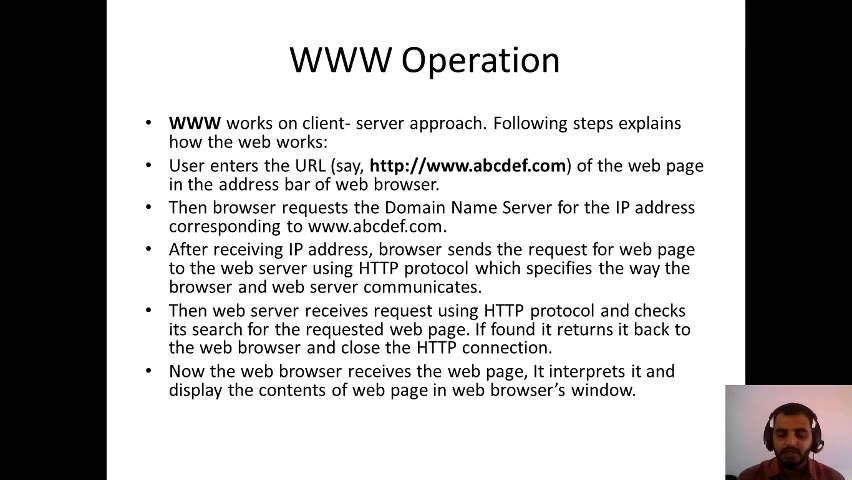 WWW Operation
• WWW works on client- server approach. Following steps explains
how the web works:
• User enters the URL (say, http://www.abcdef.com) of the web page
in the address bar of web browser.
• Then browser requests the Domain Name Server for the IP address
corresponding to www.abcdef.com.
• After receiving IP address, browser sends the request for web page
to the web server using HTTP protocol which specifies the way the
browser and web server communicates.
• Then web server receives request using HTTP protocol and checks
its search for the requested web page. If found it returns it back to
the web browser and close the HTTP connection.
• Now the web browser receives the web page, It interprets it and
display the contents of web page in web browser’s window.